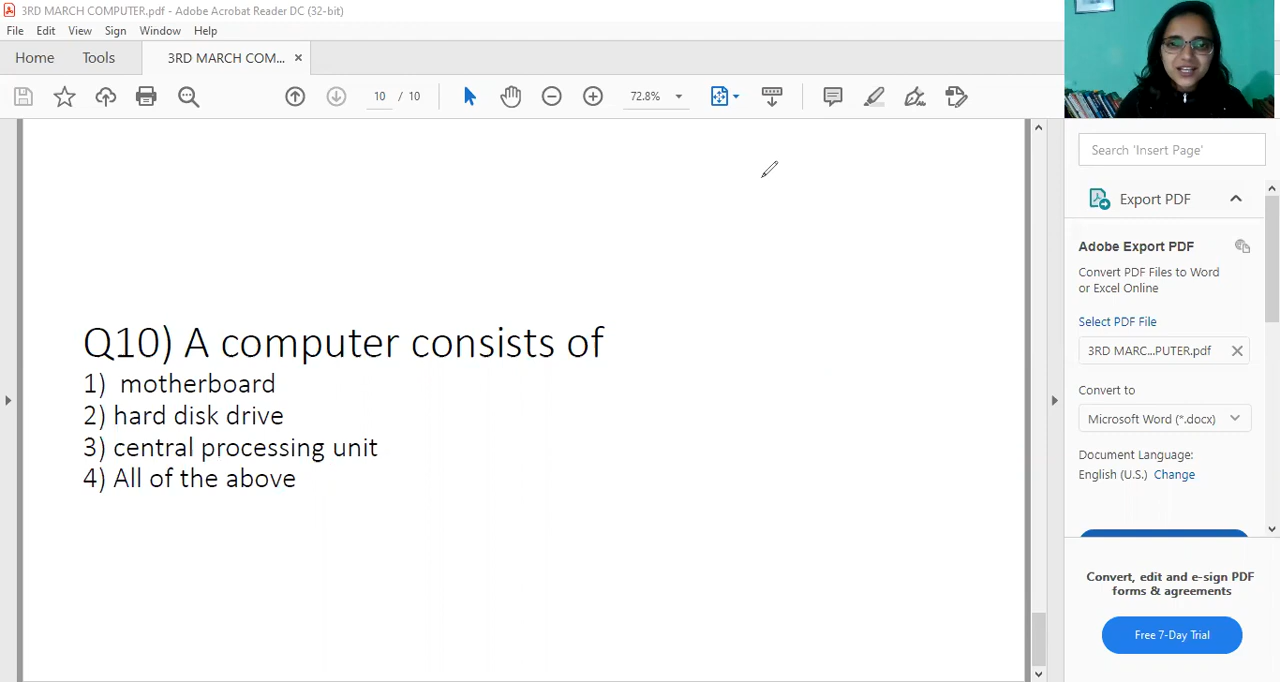 3RD MARCH COMPUTER.pdf - Adobe Acrobat Reader DC (32-bit)
File Edit View Sign Window Help
Home Tools 3RD MARCH COM... ×
10 / 10 72.8%
Search 'Insert Page'
Export PDF
Adobe Export PDF
Convert PDF Files to Word
or Excel Online
Select PDF File
3RD MARC...PUTER.pdf
Convert to
Microsoft Word (*.docx)
Document Language:
English (U.S.) Change
Convert, edit and e-sign PDF
forms & agreements
Free 7-Day Trial
Q10) A computer consists of
1) motherboard
2) hard disk drive
3) central processing unit
4) All of the above